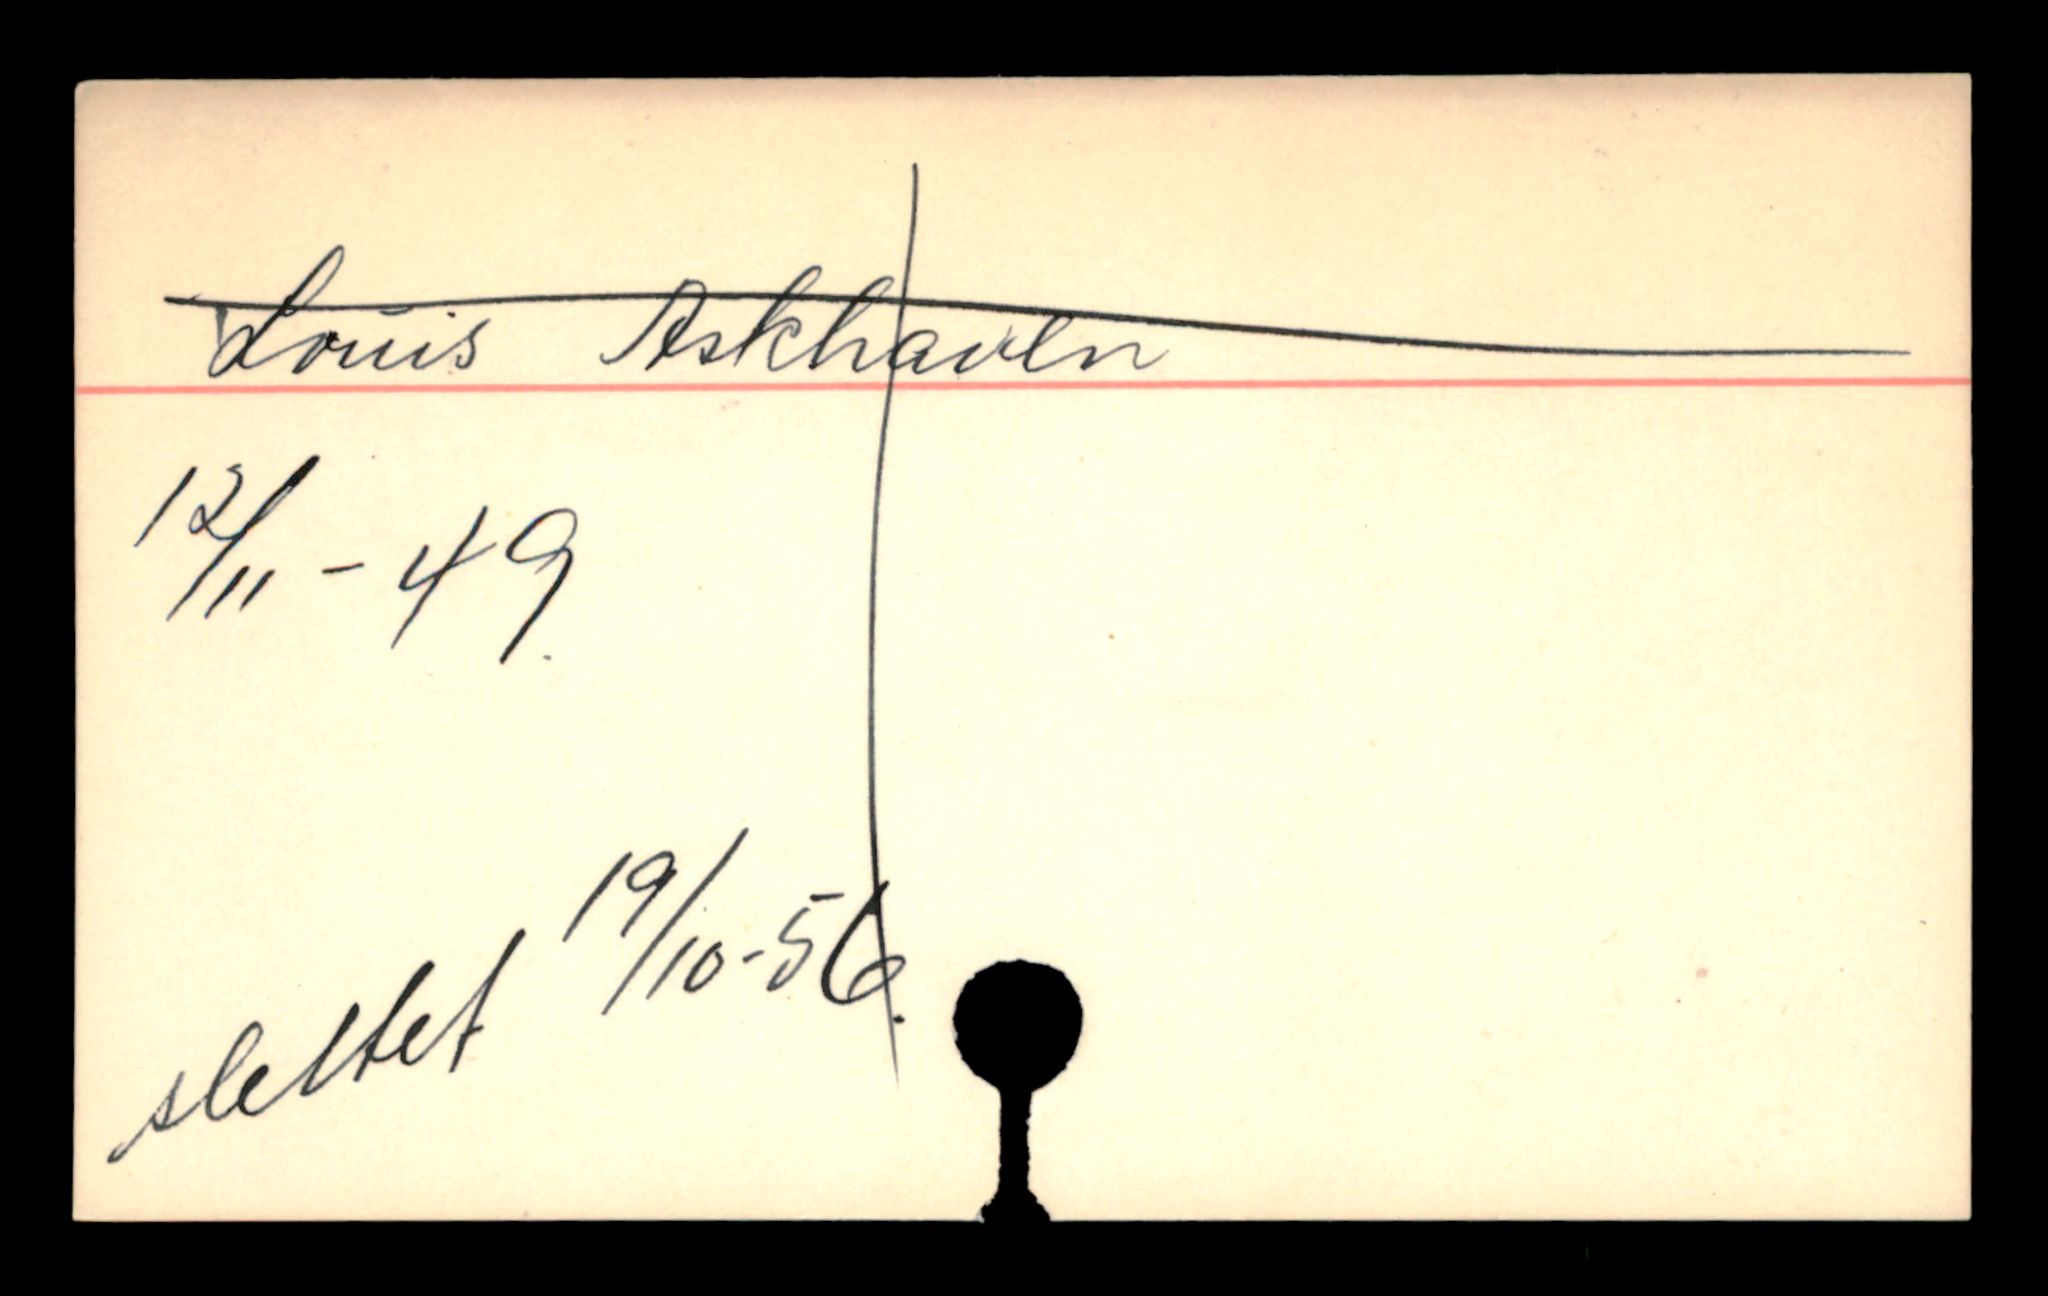 Louis Askhaven
12/11 - 49.
slettet 19/10-56.